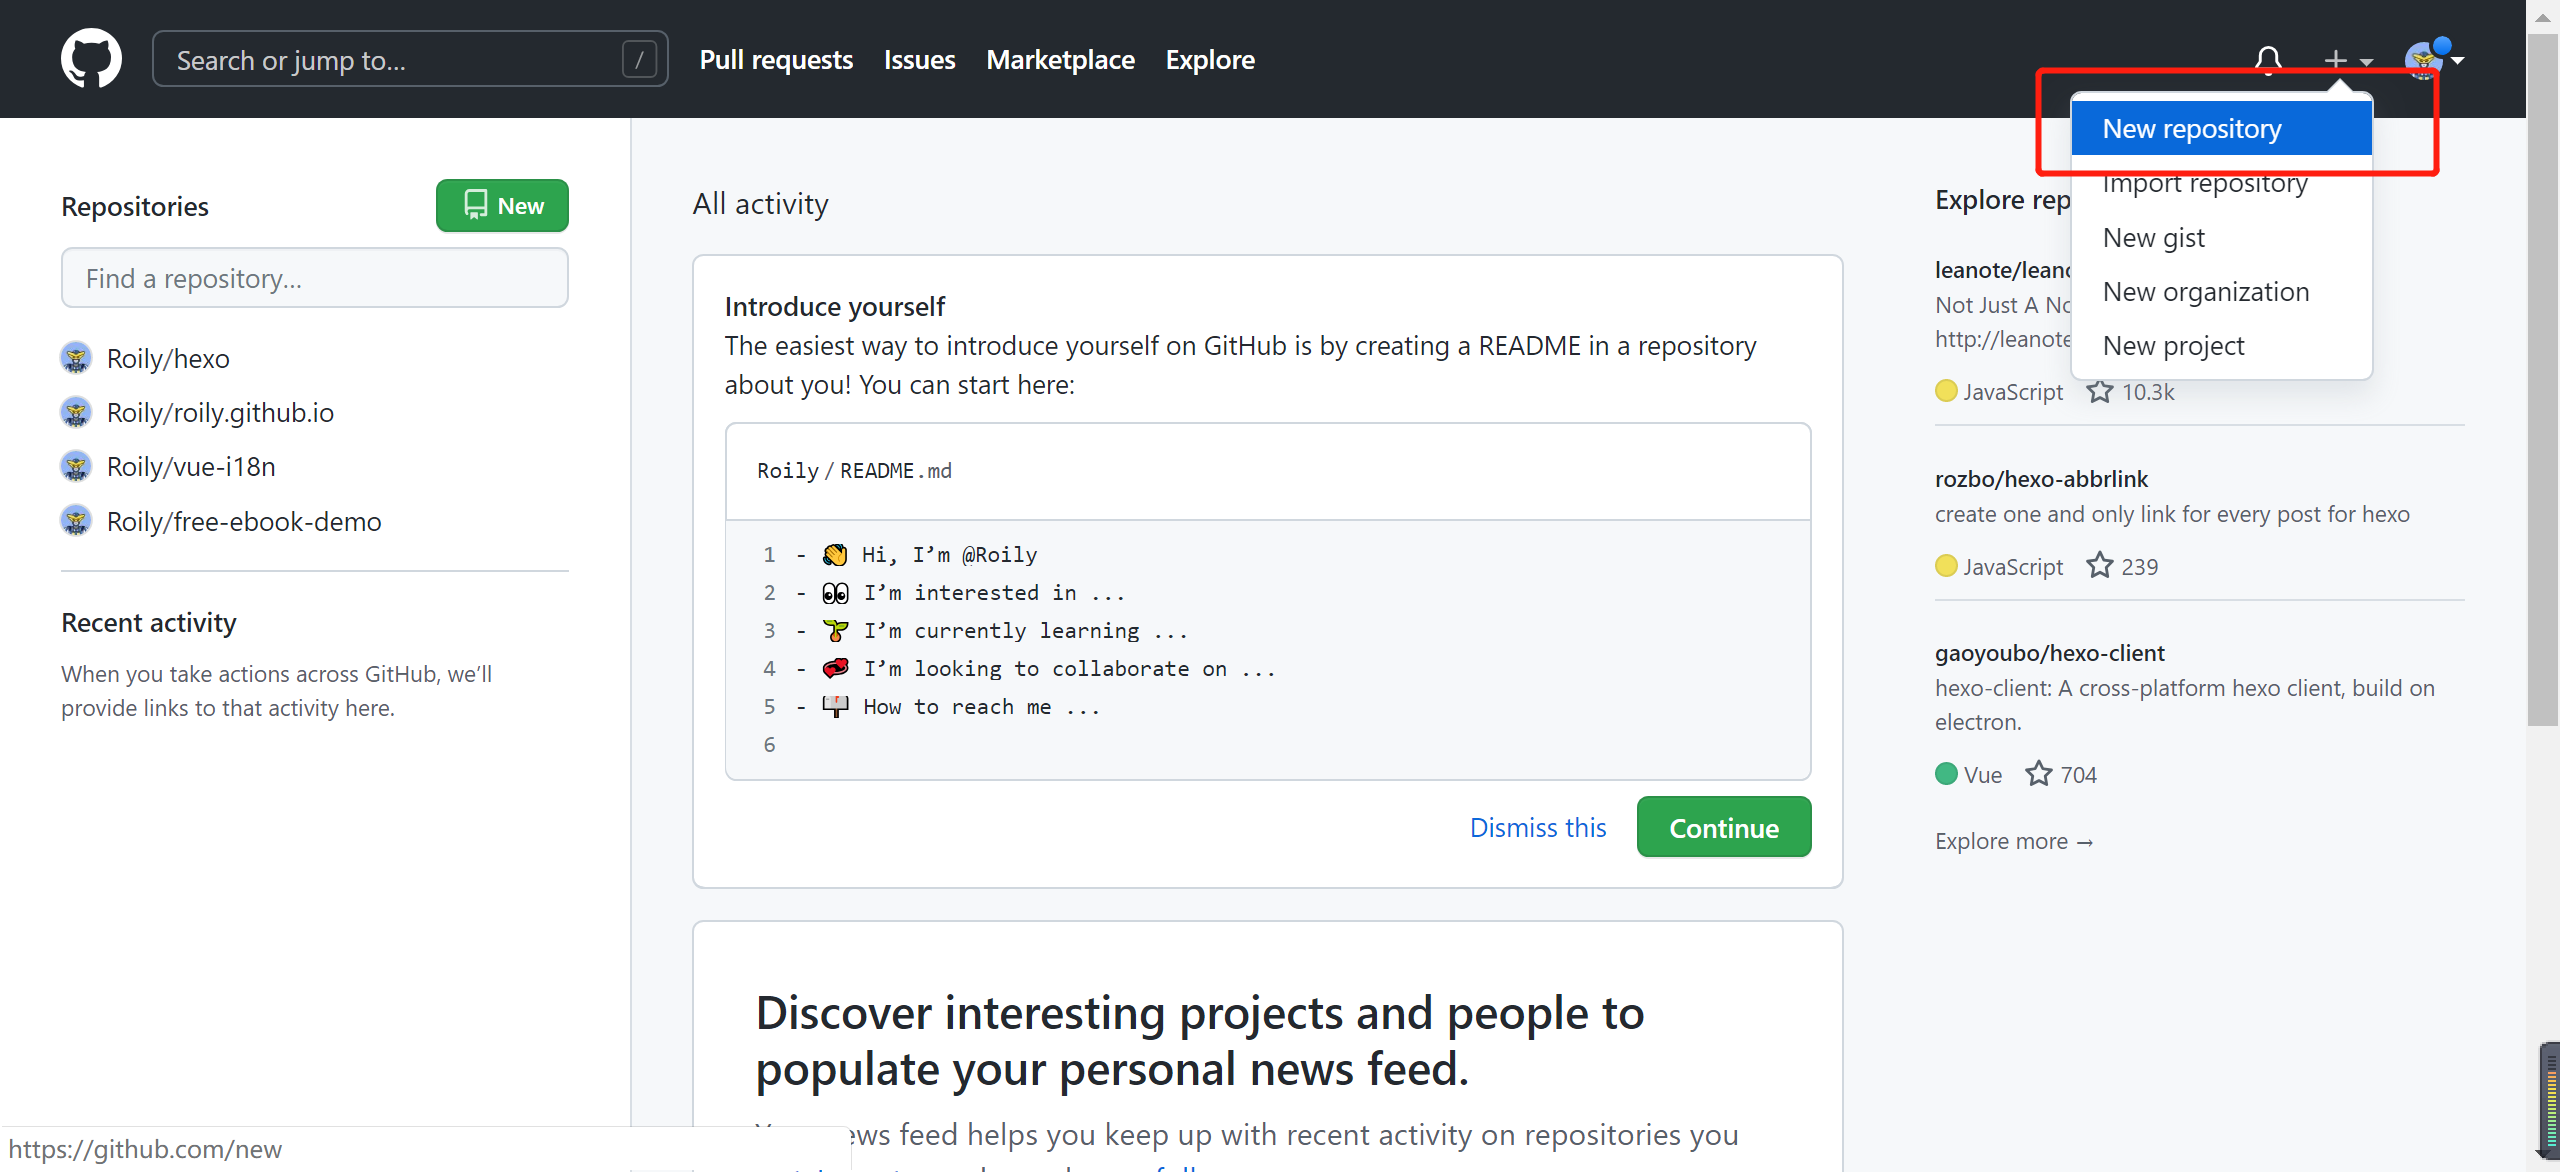 Search or jump to...
/
Pull requests
Issues
Marketplace
Explore
New repository
Import repository
New gist
New organization
New project
Repositories
New
Find a repository...
Roily/hexo
Roily/roily.github.io
Roily/vue-i18n
Roily/free-ebook-demo
Recent activity
When you take actions across GitHub, we’ll
provide links to that activity here.
All activity
Introduce yourself
The easiest way to introduce yourself on GitHub is by creating a README in a repository
about you! You can start here:
Roily / README.md
1 - 👋 Hi, I’m @Roily
2 - 👀 I’m interested in ...
3 - 🌱 I’m currently learning ...
4 - 💞️ I’m looking to collaborate on ...
5 - 📫 How to reach me ...
6
Dismiss this
Continue
Discover interesting projects and people to
populate your personal news feed.
news feed helps you keep up with recent activity on repositories you
Explore rep
leanote/leano
Not Just A No
http://leanote
JavaScript 10.3k
rozbo/hexo-abbrlink
create one and only link for every post for hexo
JavaScript 239
gaoyoubo/hexo-client
hexo-client: A cross-platform hexo client, build on
electron.
Vue 704
Explore more →
https://github.com/new